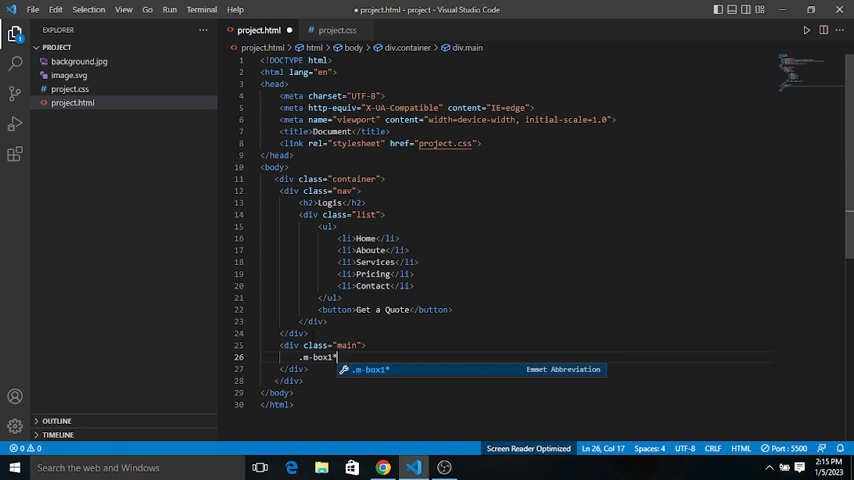 File Edit Selection View Go Run Terminal Help
● project.html - project - Visual Studio Code
EXPLORER
PROJECT
background.jpg
image.svg
# project.css
<> project.html
OUTLINE
TIMELINE
<> project.html ●
# project.css
<> project.html > html > body > div.container > div.main
1 <!DOCTYPE html>
2 <html lang="en">
3 <head>
4 <meta charset="UTF-8">
5 <meta http-equiv="X-UA-Compatible" content="IE=edge">
6 <meta name="viewport" content="width=device-width, initial-scale=1.0">
7 <title>Document</title>
8 <link rel="stylesheet" href="project.css">
9 </head>
10 <body>
11 <div class="container">
12 <div class="nav">
13 <h2>Logis</h2>
14 <div class="list">
15 <ul>
16 <li>Home</li>
17 <li>Aboute</li>
18 <li>Services</li>
19 <li>Pricing</li>
20 <li>Contact</li>
21 </ul>
22 <button>Get a Quote</button>
23 </div>
24 </div>
25 <div class="main">
26 .m-box1*
.m-box1* Emmet Abbreviation
27 </div>
28 </div>
29 </body>
30 </html>
0 0 Screen Reader Optimized Ln 26, Col 17 Spaces: 4 UTF-8 CRLF HTML Port : 5500
Search the web and Windows
2:15 PM
1/5/2023